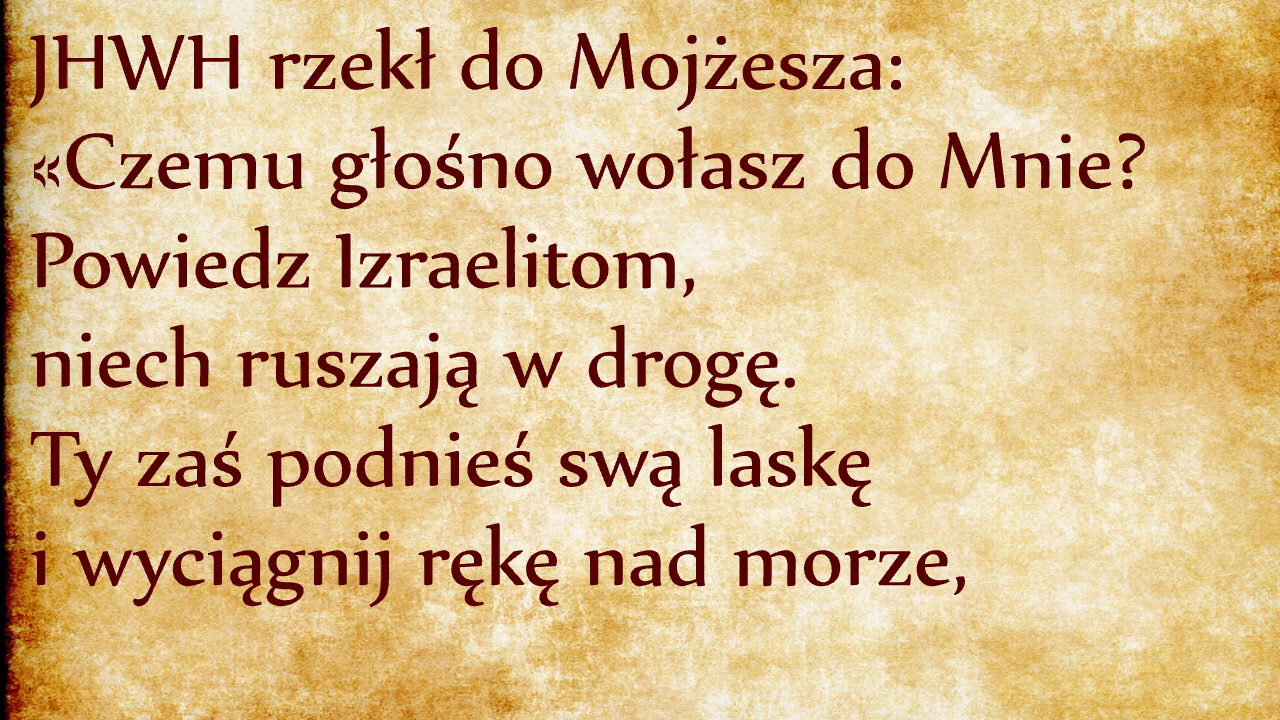 JHWH rzekł do Mojżesza:
«Czemu głośno wołasz do Mnie?
Powiedz Izraelitom,
niech ruszają w drogę.
Ty zaś podnieś swą laskę
i wyciągnij rękę nad morze,